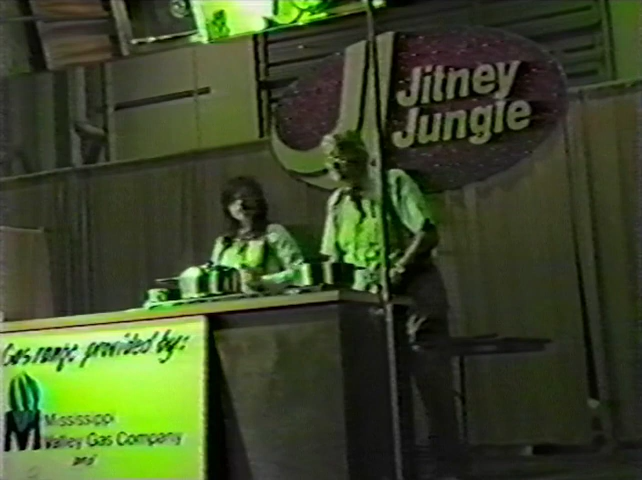 Jitney
Jungle
Gas range provided by:
Mississippi
Valley Gas Company
and